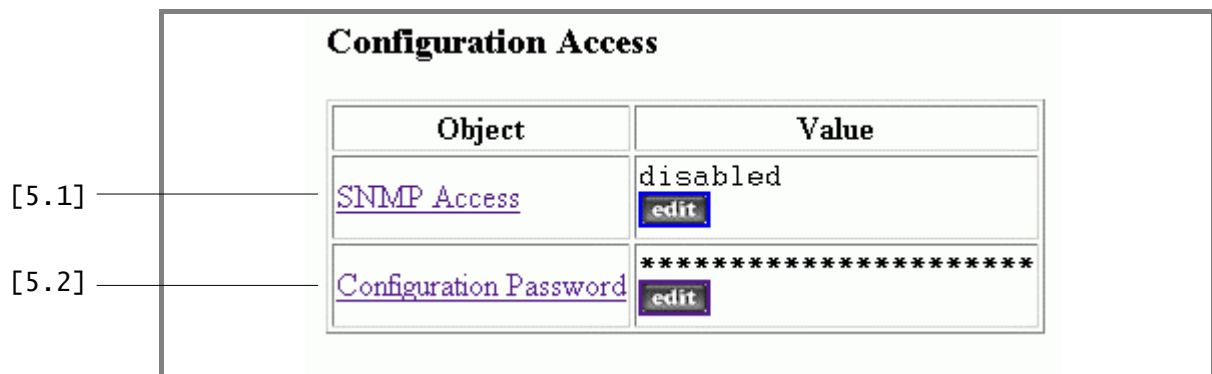 Configuration Access
Object Value
[5.1] SNMP Access disabled
edit
[5.2] Configuration Password **********************
edit